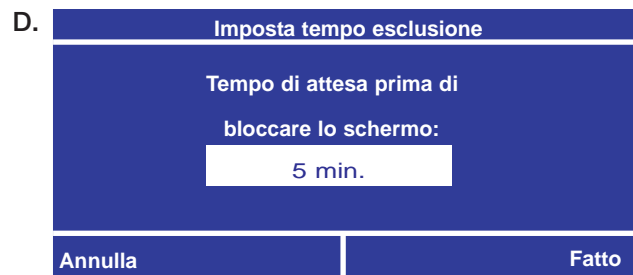 D.
Imposta tempo esclusione
Tempo di attesa prima di
bloccare lo schermo:
5 min.
Annulla
Fatto